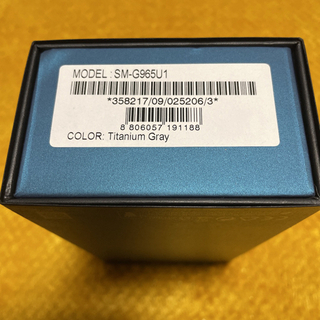 MODEL : SM-G965U1
*358217/09/025206/3*
8 806057 191188
COLOR: Titanium Gray